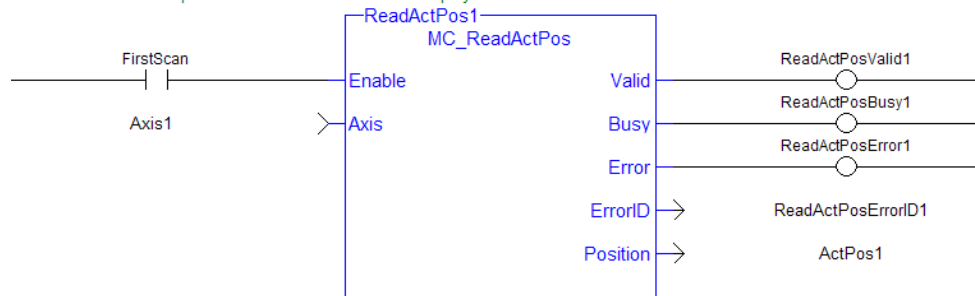 ReadActPos1
MC_ReadActPos
FirstScan
Enable
Valid
ReadActPosValid1
Axis1
Axis
Busy
ReadActPosBusy1
Error
ReadActPosError1
ErrorID
ReadActPosErrorID1
Position
ActPos1